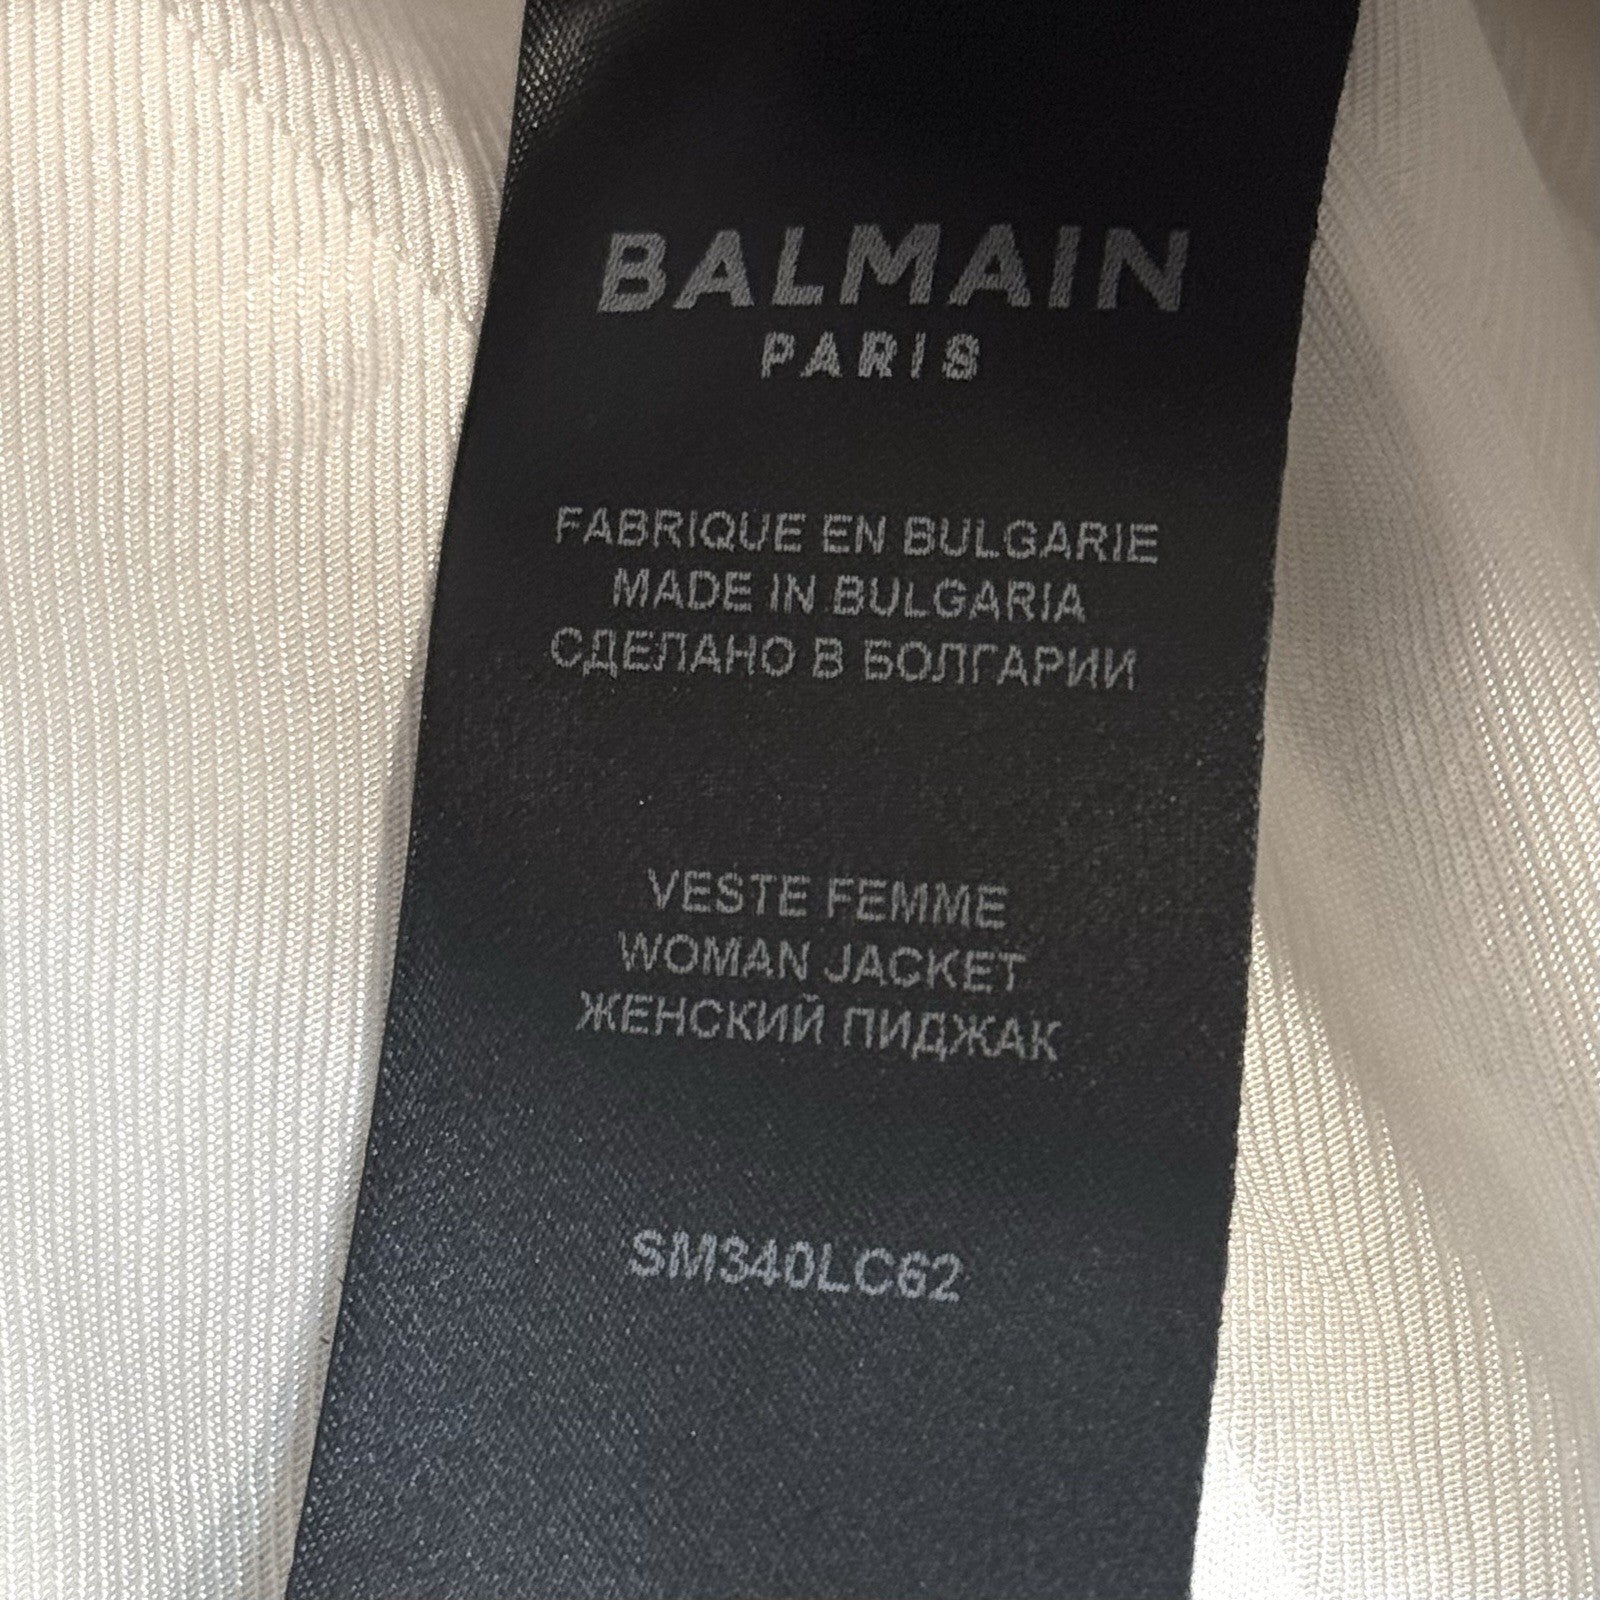 BALMAIN
PARIS
FABRIQUE EN BULGARIE
MADE IN BULGARIA
СДЕЛАНО В БОЛГАРИИ
VESTE FEMME
WOMAN JACKET
ЖЕНСКИЙ ПИДЖАК
SM340LC62